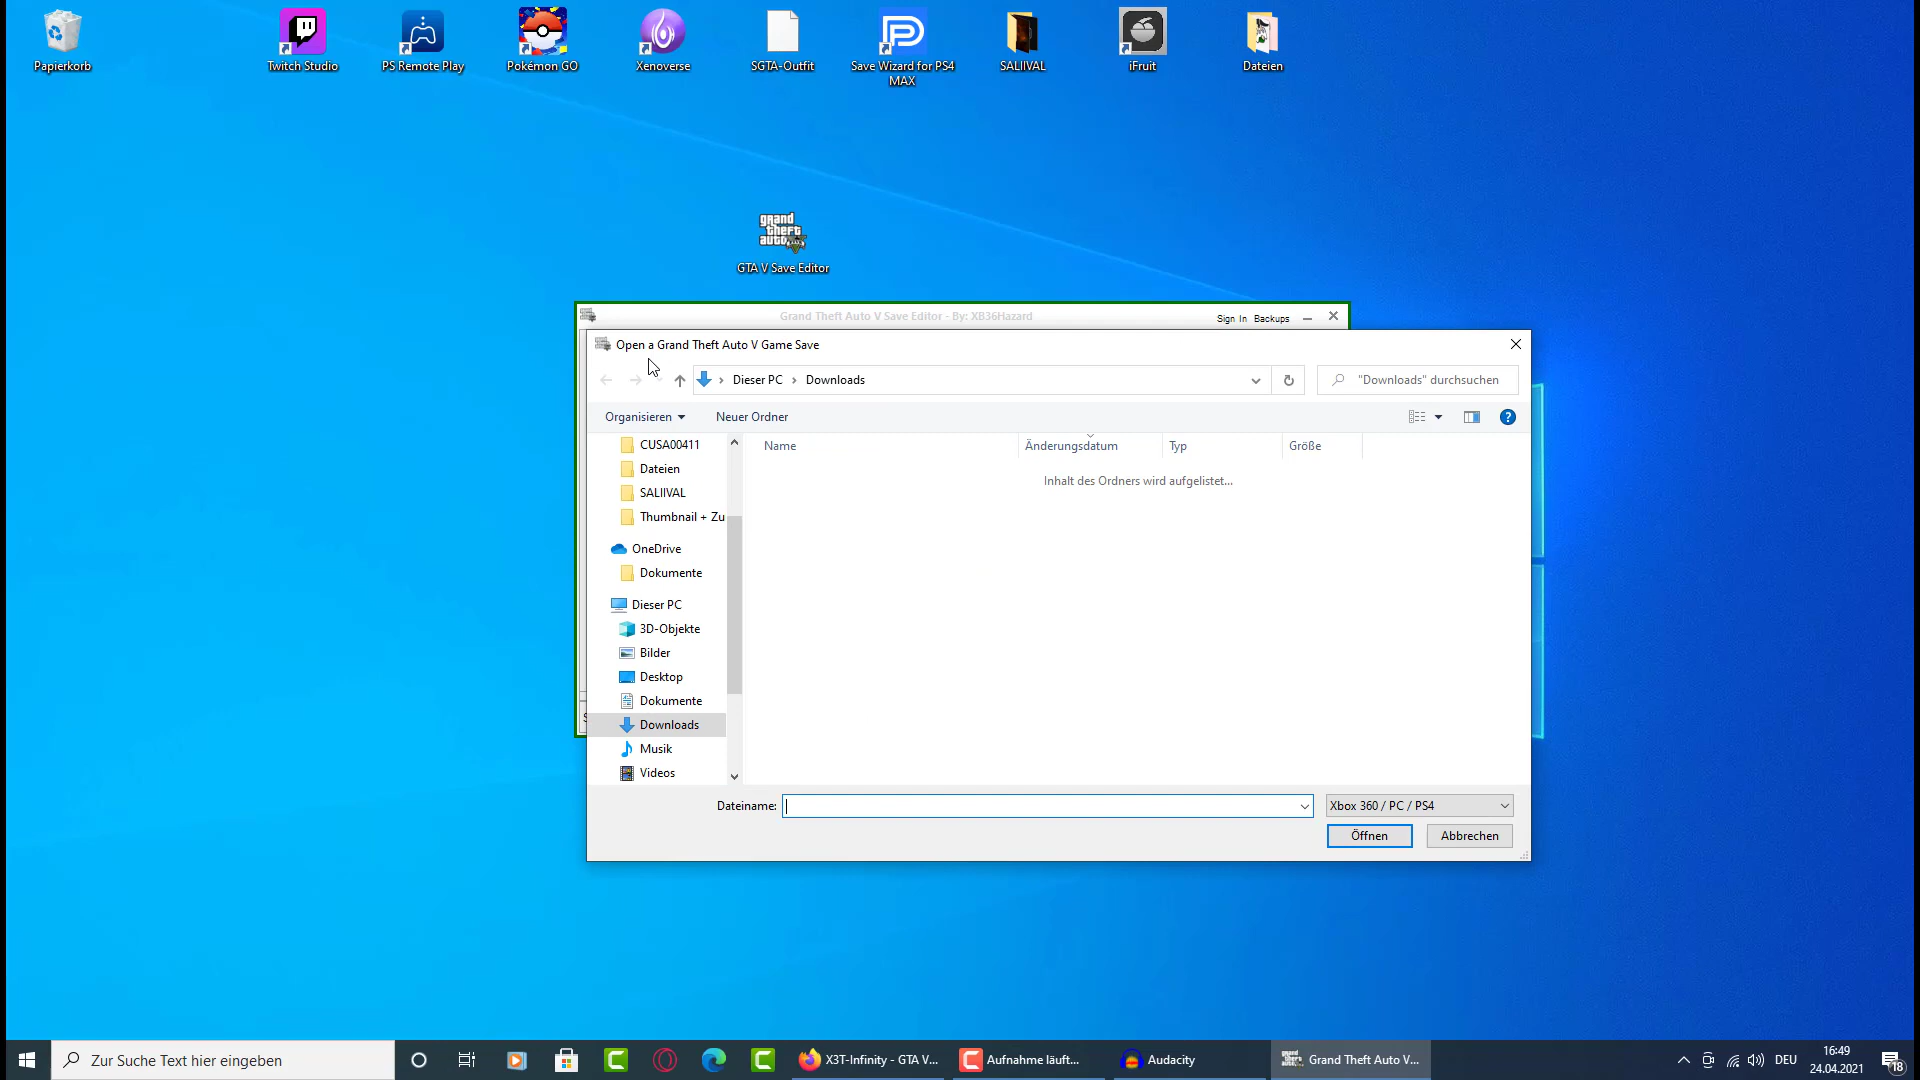 Papierkorb
Twitch Studio
PS Remote Play
Pokémon GO
Xenoverse
SGTA-Outfit
Save Wizard for PS4
MAX
SALIIVAL
iFruit
Dateien
grand
theft
auto
GTA V Save Editor
Grand Theft Auto V Save Editor - By: XB36Hazard
Sign In
Backups
Open a Grand Theft Auto V Game Save
Dieser PC
Downloads
"Downloads" durchsuchen
Organisieren
Neuer Ordner
Name
Änderungsdatum
Typ
Größe
Inhalt des Ordners wird aufgelistet...
CUSA00411
Dateien
SALIIVAL
Thumbnail + Zu
OneDrive
Dokumente
Dieser PC
3D-Objekte
Bilder
Desktop
Dokumente
Downloads
Musik
Videos
Dateiname:
Xbox 360 / PC / PS4
Öffnen
Abbrechen
Zur Suche Text hier eingeben
X3T-Infinity - GTA V...
Aufnahme läuft...
Audacity
Grand Theft Auto V...
DEU
16:49
24.04.2021
18